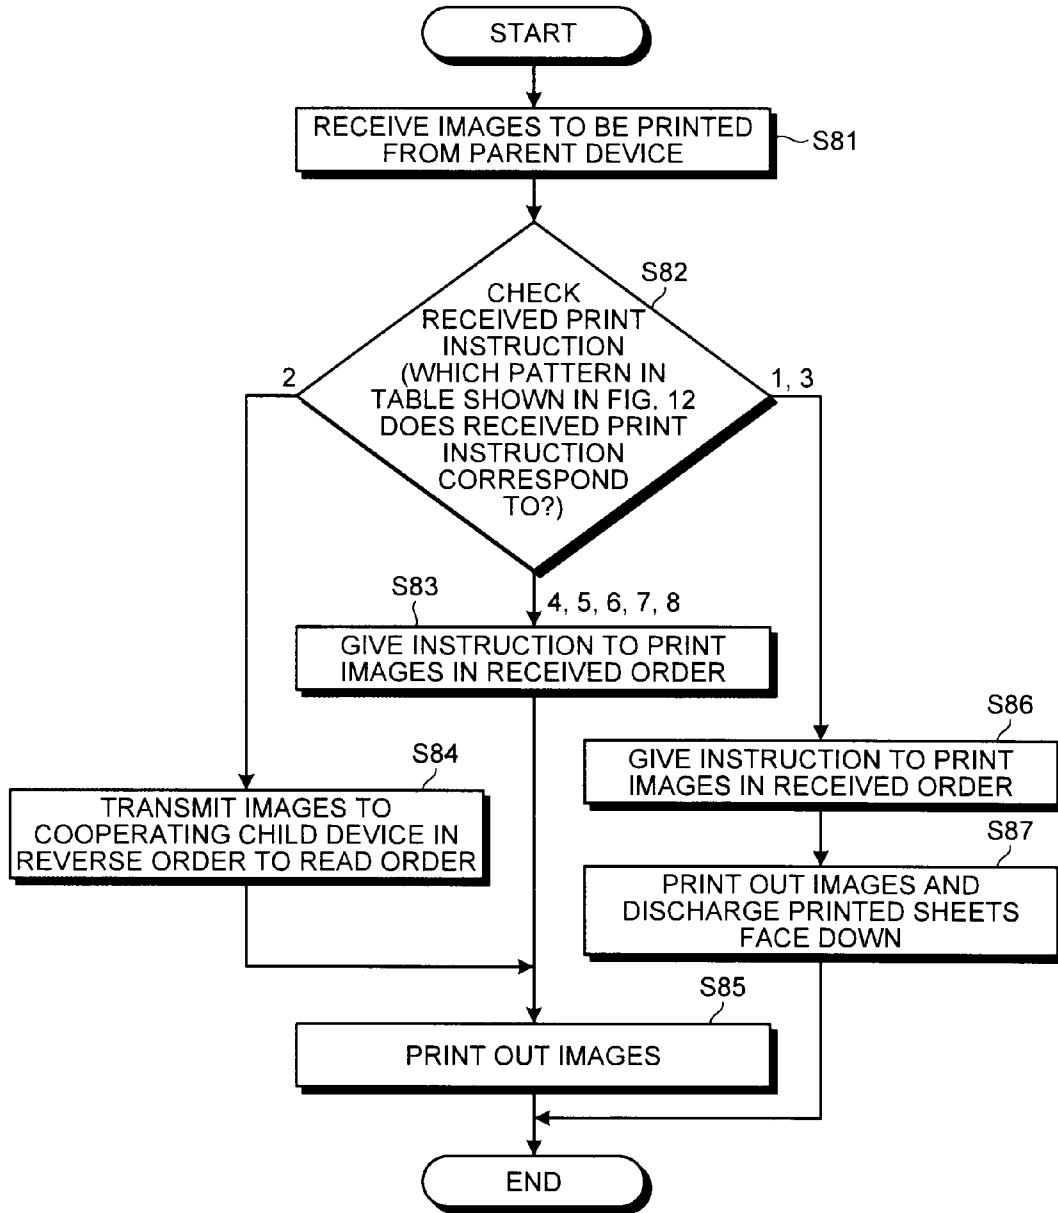 START
RECEIVE IMAGES TO BE PRINTED
FROM PARENT DEVICE
S81
S82
CHECK
RECEIVED PRINT
INSTRUCTION
(WHICH PATTERN IN
TABLE SHOWN IN FIG. 12
DOES RECEIVED PRINT
INSTRUCTION
CORRESPOND
TO?)
2
1, 3
4, 5, 6, 7, 8
S83
GIVE INSTRUCTION TO PRINT
IMAGES IN RECEIVED ORDER
S84
TRANSMIT IMAGES TO
COOPERATING CHILD DEVICE IN
REVERSE ORDER TO READ ORDER
S86
GIVE INSTRUCTION TO PRINT
IMAGES IN RECEIVED ORDER
S87
PRINT OUT IMAGES AND
DISCHARGE PRINTED SHEETS
FACE DOWN
S85
PRINT OUT IMAGES
END